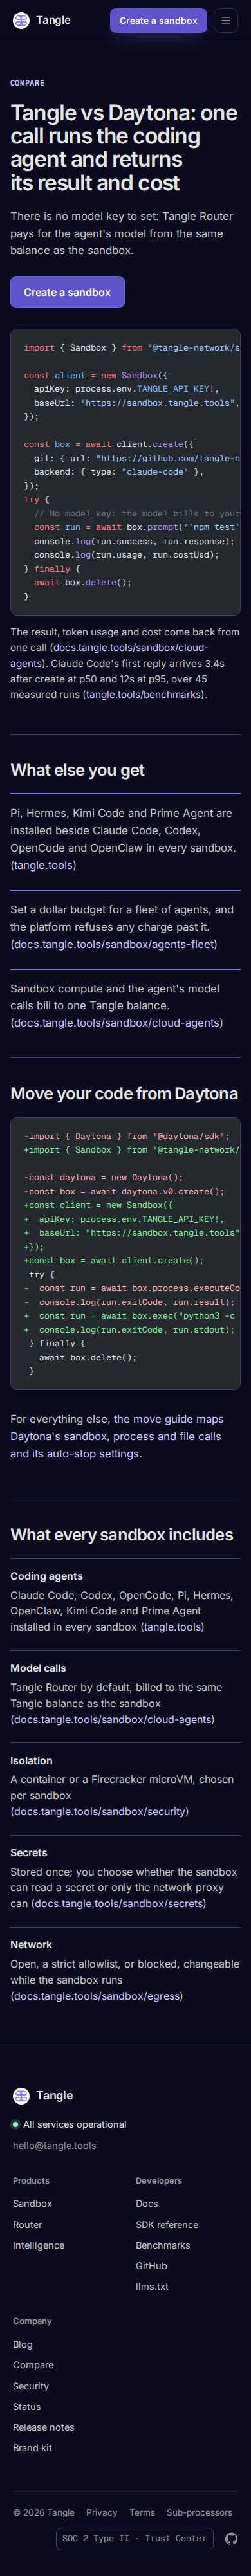 Tangle
Create a sandbox
COMPARE
Tangle vs Daytona: one
call runs the coding
agent and returns
its result and cost
There is no model key to set: Tangle Router
pays for the agent's model from the same
balance as the sandbox.
Create a sandbox
import { Sandbox } from "@tangle-network/s
const client = new Sandbox({
apiKey: process.env.TANGLE_API_KEY!,
baseUrl: "https://sandbox.tangle.tools",
});
const box = await client.create({
git: { url: "https://github.com/tangle-n
backend: { type: "claude-code" },
});
try {
// No model key: the model bills to your
const run = await box.prompt("`npm test`
console.log(run.success, run.response);
console.log(run.usage, run.costUsd);
} finally {
await box.delete();
}
The result, token usage and cost come back from
one call (docs.tangle.tools/sandbox/cloud-
agents). Claude Code's first reply arrives 3.4s
after create at p50 and 12s at p95, over 45
measured runs (tangle.tools/benchmarks).
What else you get
Pi, Hermes, Kimi Code and Prime Agent are
installed beside Claude Code, Codex,
OpenCode and OpenClaw in every sandbox.
(tangle.tools)
Set a dollar budget for a fleet of agents, and
the platform refuses any charge past it.
(docs.tangle.tools/sandbox/agents-fleet)
Sandbox compute and the agent's model
calls bill to one Tangle balance.
(docs.tangle.tools/sandbox/cloud-agents)
Move your code from Daytona
-import { Daytona } from "@daytona/sdk";
+import { Sandbox } from "@tangle-network/
-const daytona = new Daytona();
-const box = await daytona.v0.create();
+const client = new Sandbox({
+  apiKey: process.env.TANGLE_API_KEY!,
+  baseUrl: "https://sandbox.tangle.tools"
+});
+const box = await client.create();
try {
-  const run = await box.process.executeCo
-  console.log(run.exitCode, run.result);
+  const run = await box.exec("python3 -c
+  console.log(run.exitCode, run.stdout);
} finally {
await box.delete();
}
For everything else, the move guide maps
Daytona's sandbox, process and file calls
and its auto-stop settings.
What every sandbox includes
Coding agents
Claude Code, Codex, OpenCode, Pi, Hermes,
OpenClaw, Kimi Code and Prime Agent
installed in every sandbox (tangle.tools)
Model calls
Tangle Router by default, billed to the same
Tangle balance as the sandbox
(docs.tangle.tools/sandbox/cloud-agents)
Isolation
A container or a Firecracker microVM, chosen
per sandbox
(docs.tangle.tools/sandbox/security)
Secrets
Stored once; you choose whether the sandbox
can read a secret or only the network proxy
can (docs.tangle.tools/sandbox/secrets)
Network
Open, a strict allowlist, or blocked, changeable
while the sandbox runs
(docs.tangle.tools/sandbox/egress)
Tangle
All services operational
hello@tangle.tools
Products
Sandbox
Router
Intelligence
Developers
Docs
SDK reference
Benchmarks
GitHub
llms.txt
Company
Blog
Compare
Security
Status
Release notes
Brand kit
© 2026 Tangle
Privacy
Terms
Sub-processors
SOC 2 Type II · Trust Center